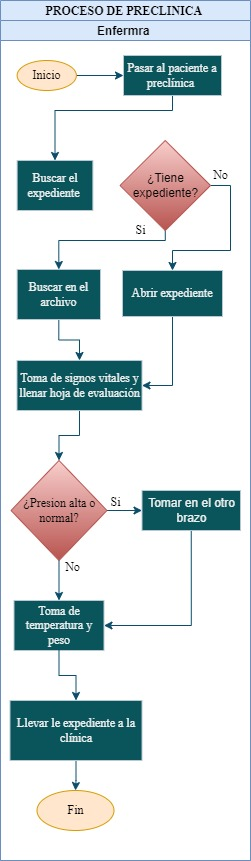 PROCESO DE PRECLINICA
Enfermra
Inicio
Pasar al paciente a
preclínica
Buscar el
expediente
¿Tiene
expediente?
No
Si
Buscar en el
archivo
Abrir expediente
Toma de signos vitales y
llenar hoja de evaluación
¿Presion alta o
normal?
Si
Tomar en el otro
brazo
No
Toma de
temperatura y
peso
Llevar le expediente a la
clínica
Fin